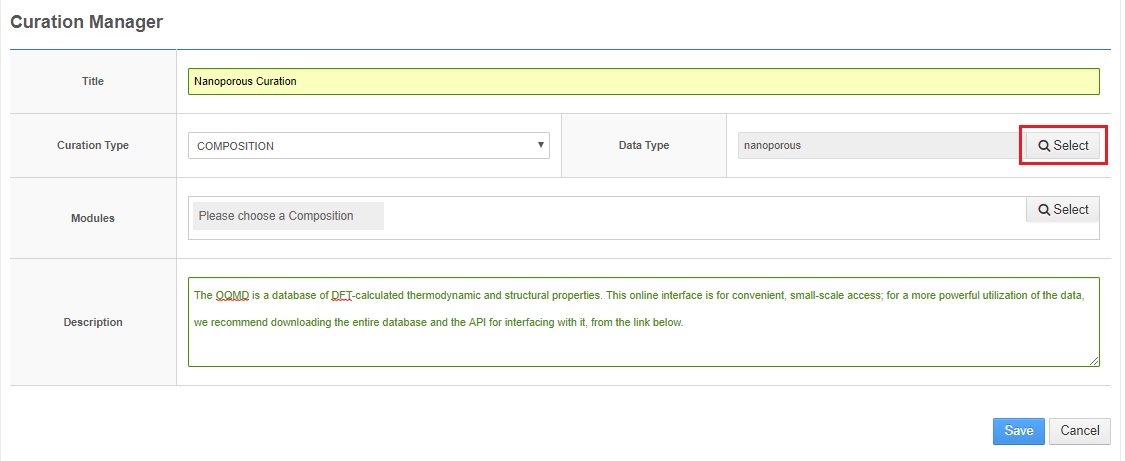 Curation Manager
Title
Nanoporous Curation
Curation Type
COMPOSITION
Data Type
nanoporous
Select
Modules
Please choose a Composition
Select
Description
The OQMD is a database of DFT-calculated thermodynamic and structural properties. This online interface is for convenient, small-scale access; for a more powerful utilization of the data,
we recommend downloading the entire database and the API for interfacing with it, from the link below.
Save
Cancel